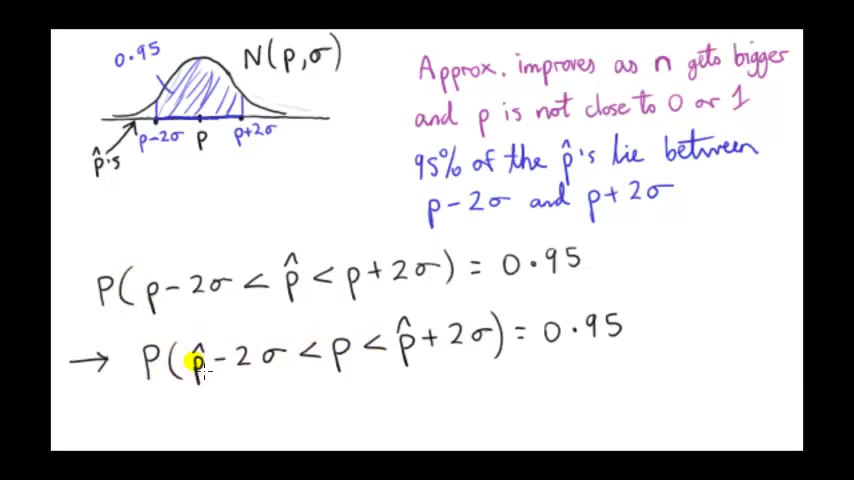 0.95
N(p,σ)
p-2σ p p+2σ
p̂'s
Approx. improves as n gets bigger
and p is not close to 0 or 1
95% of the p̂'s lie between
p-2σ and p+2σ
P(p-2σ < p̂ < p+2σ) = 0.95
→ P(p̂-2σ < p < p̂+2σ) = 0.95